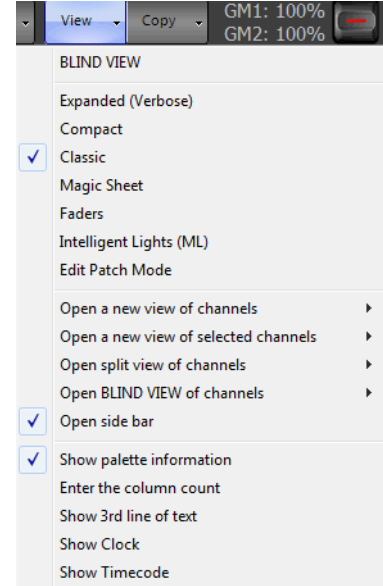 View Copy GM1: 100%
GM2: 100%
BLIND VIEW
Expanded (Verbose)
Compact
Classic
Magic Sheet
Faders
Intelligent Lights (ML)
Edit Patch Mode
Open a new view of channels
Open a new view of selected channels
Open split view of channels
Open BLIND VIEW of channels
Open side bar
Show palette information
Enter the column count
Show 3rd line of text
Show Clock
Show Timecode